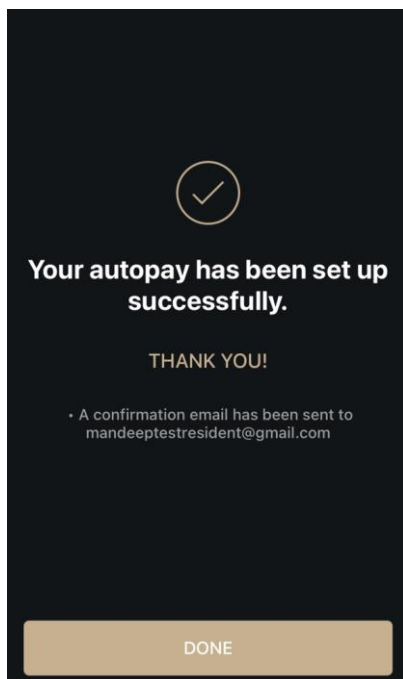 Your autopay has been set up
successfully.
THANK YOU!
• A confirmation email has been sent to
mandeeptestresident@gmail.com
DONE